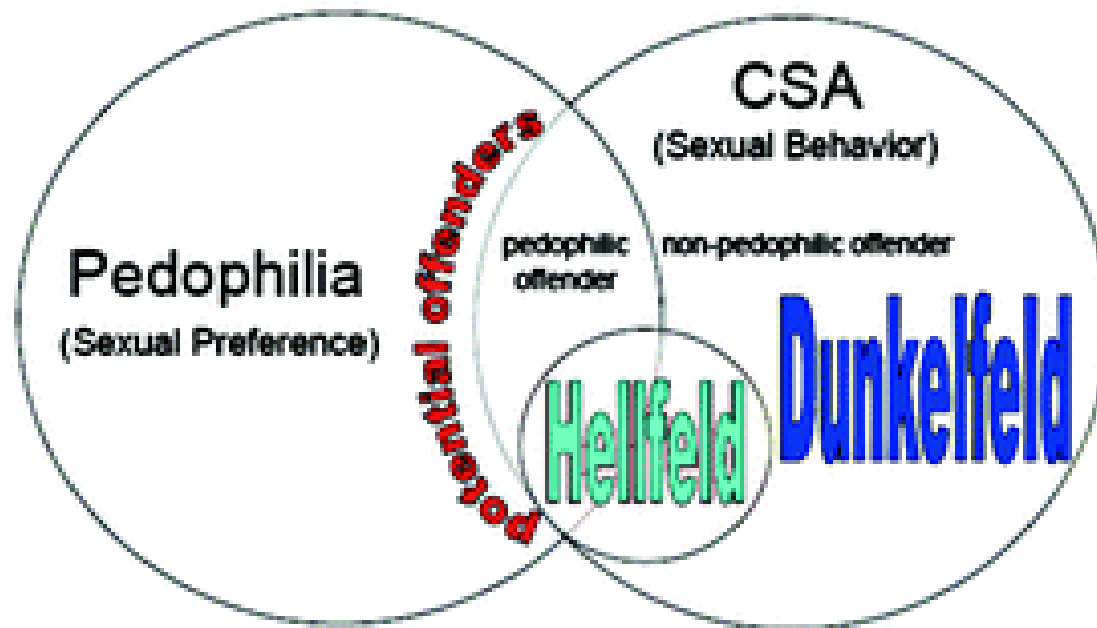 CSA
(Sexual Behavior)
potential offenders
pedophilic
offender
non-pedophilic offender
Pedophilia
(Sexual Preference)
Hellfeld
Dunkelfeld